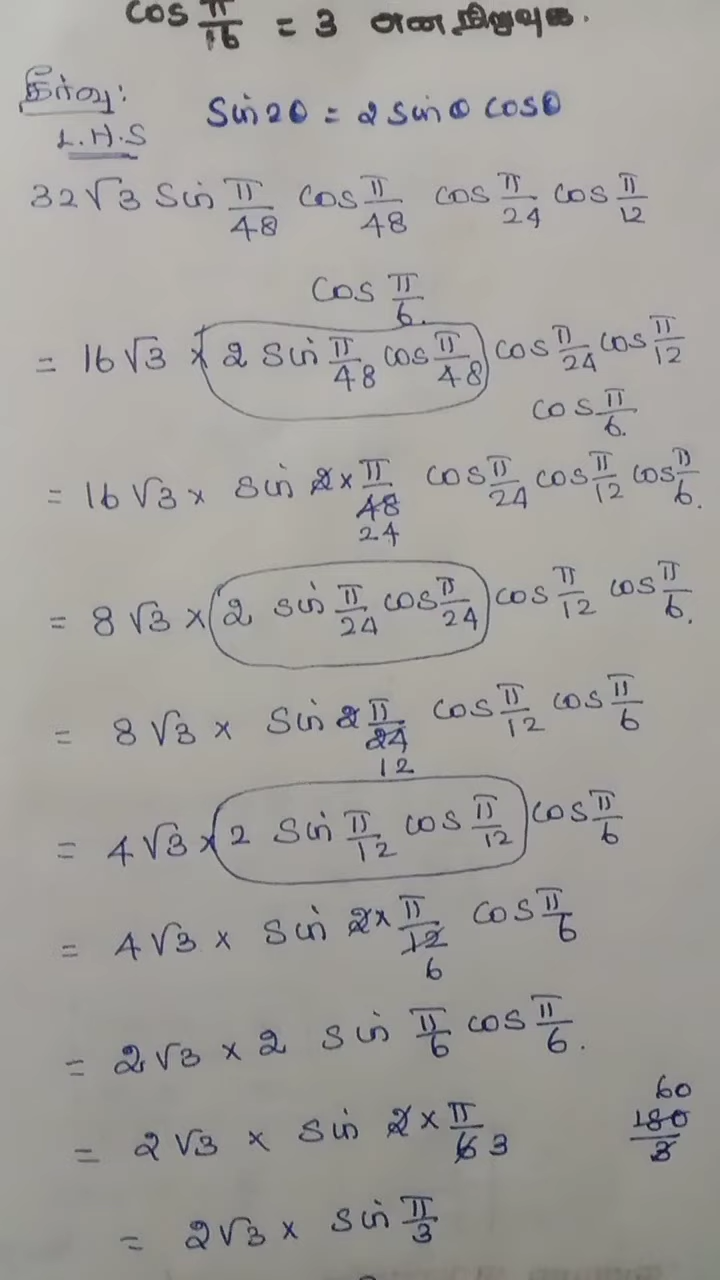 cos π/16 = 3 என நிறுவுக.
தீர்வு:
sin 2θ = 2 sin θ cos θ
L.H.S
32√3 sin π/48 cos π/48 cos π/24 cos π/12
cos π/6.
= 16√3 × 2 sin π/48 cos π/48 cos π/24 cos π/12
cos π/6.
= 16√3 × sin 2 × π/48 cos π/24 cos π/12 cos π/6.
24
= 8√3 × 2 sin π/24 cos π/24 cos π/12 cos π/6.
= 8√3 × sin 2 π/24 cos π/12 cos π/6
12
= 4√3 × 2 sin π/12 cos π/12 cos π/6
= 4√3 × sin 2 × π/12 cos π/6
6
= 2√3 × 2 sin π/6 cos π/6.
= 2√3 × sin 2 × π/6 3
60
180/3
= 2√3 × sin π/3